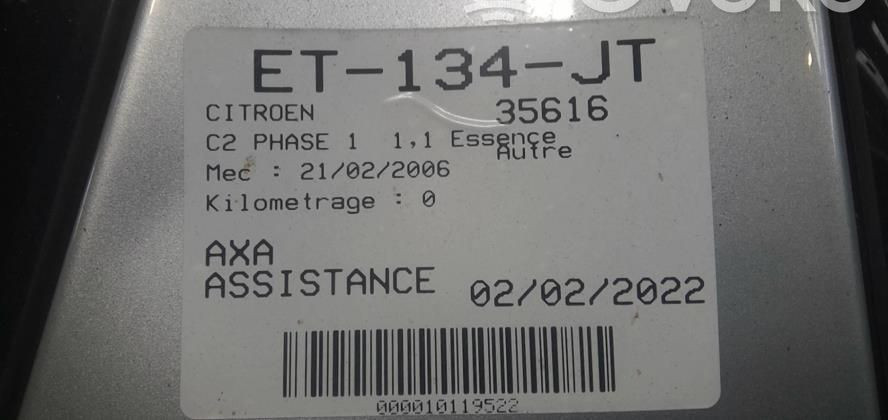 ET-134-JT
CITROEN 35616
C2 PHASE 1 1,1 Essence
Autre
Mec : 21/02/2006
Kilometrage : 0
AXA
ASSISTANCE 02/02/2022
000010119522